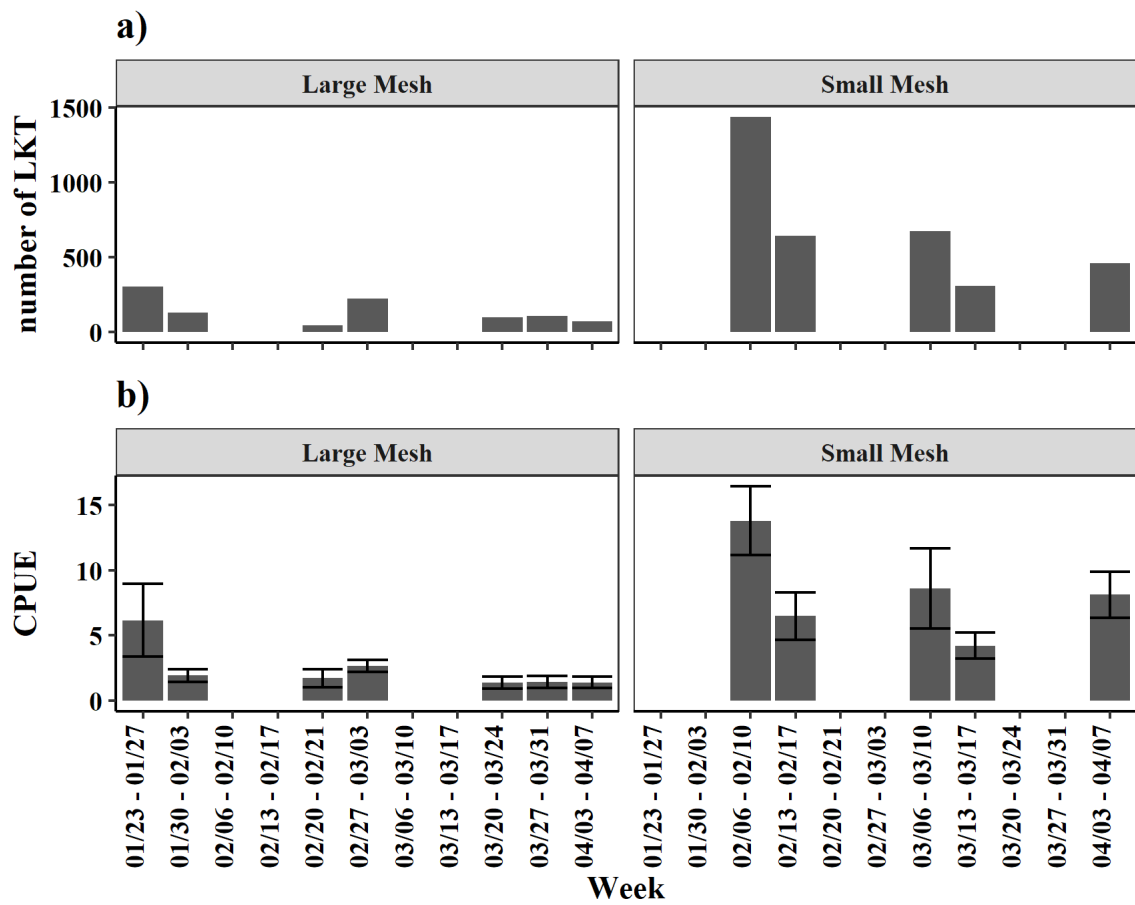 a)
Large Mesh
Small Mesh
number of LKT
1500
1000
500
0
b)
Large Mesh
Small Mesh
CPUE
15
10
5
0
01/23 - 01/27
01/30 - 02/03
02/06 - 02/10
02/13 - 02/17
02/20 - 02/21
02/27 - 03/03
03/06 - 03/10
03/13 - 03/17
03/20 - 03/24
03/27 - 03/31
04/03 - 04/07
01/23 - 01/27
01/30 - 02/03
02/06 - 02/10
02/13 - 02/17
02/20 - 02/21
02/27 - 03/03
03/06 - 03/10
03/13 - 03/17
03/20 - 03/24
03/27 - 03/31
04/03 - 04/07
Week